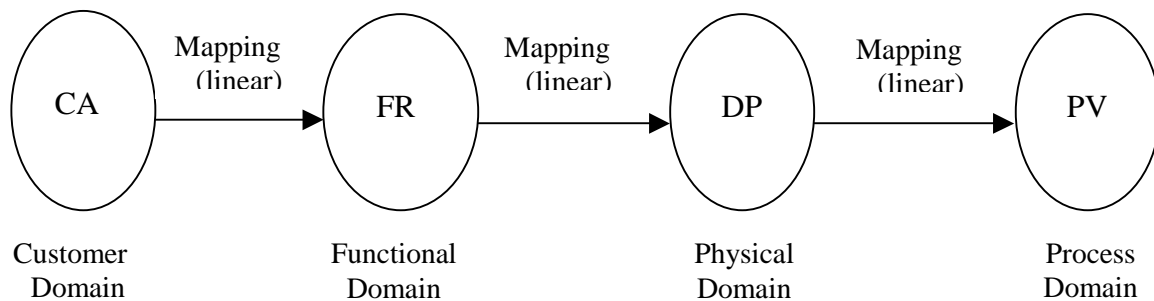 Mapping
(linear)
Mapping
(linear)
Mapping
(linear)
CA
FR
DP
PV
Customer
Domain
Functional
Domain
Physical
Domain
Process
Domain